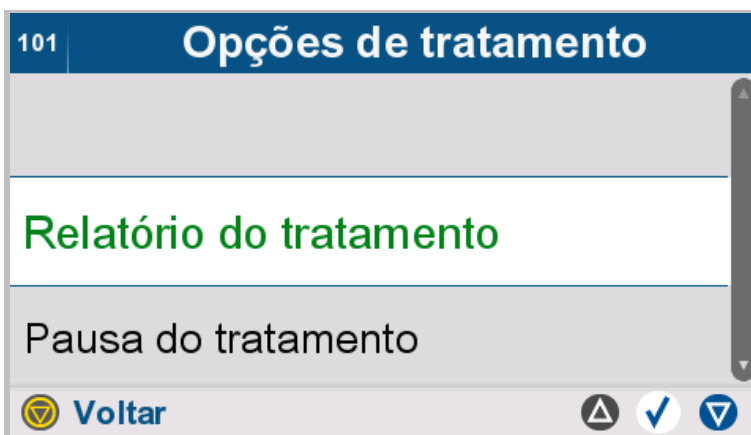 101
Opções de tratamento
Relatório do tratamento
Pausa do tratamento
Voltar